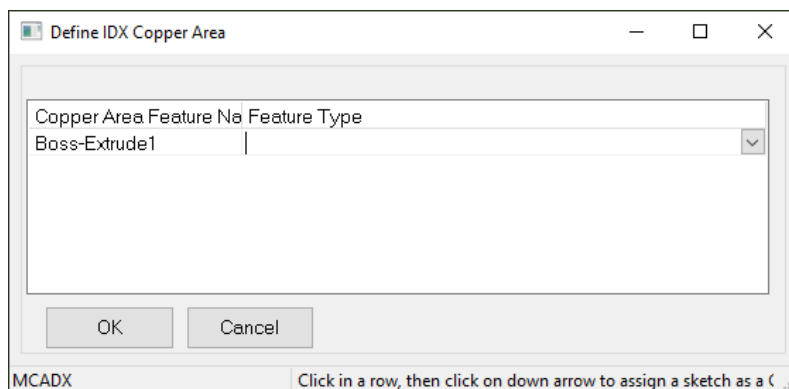 Define IDX Copper Area
Copper Area Feature Na Feature Type
Boss-Extrude1
OK Cancel
MCADX Click in a row, then click on down arrow to assign a sketch as a